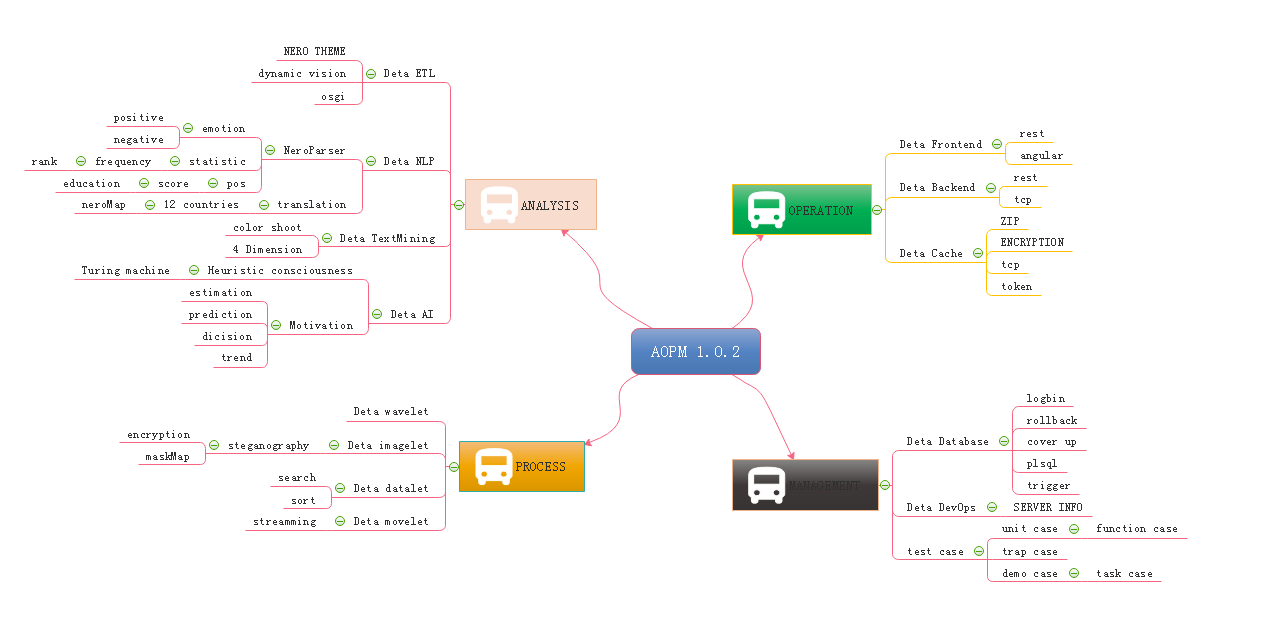 AOPM 1.0.2
ANALYSIS
Deta ETL
NERO THEME
dynamic vision
osgi
Deta NLP
NeroParser
emotion
positive
negative
statistic
frequency
rank
pos
score
education
translation
12 countries
neroMap
Deta TextMining
color shoot
4 Dimension
Deta AI
Heuristic consciousness
Turing machine
Motivation
estimation
prediction
dicision
trend
PROCESS
Deta wavelet
Deta imagelet
steganography
encryption
maskMap
Deta datalet
search
sort
Deta movelet
streamming
OPERATION
Deta Frontend
rest
angular
Deta Backend
rest
tcp
Deta Cache
ZIP
ENCRYPTION
tcp
token
MANAGEMENT
Deta Database
logbin
rollback
cover up
plsql
trigger
Deta DevOps
SERVER INFO
test case
unit case
function case
trap case
demo case
task case